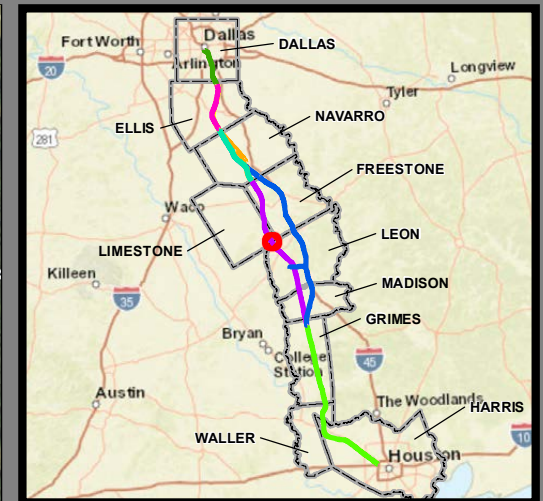 Fort Worth
Dallas
DALLAS
Arlington
20
Longview
Tyler
NAVARRO
ELLIS
281
FREESTONE
Waco
LEON
LIMESTONE
Killeen
MADISON
35
GRIMES
Bryan
College
Station
45
Austin
The Woodlands
HARRIS
WALLER
10
Houston